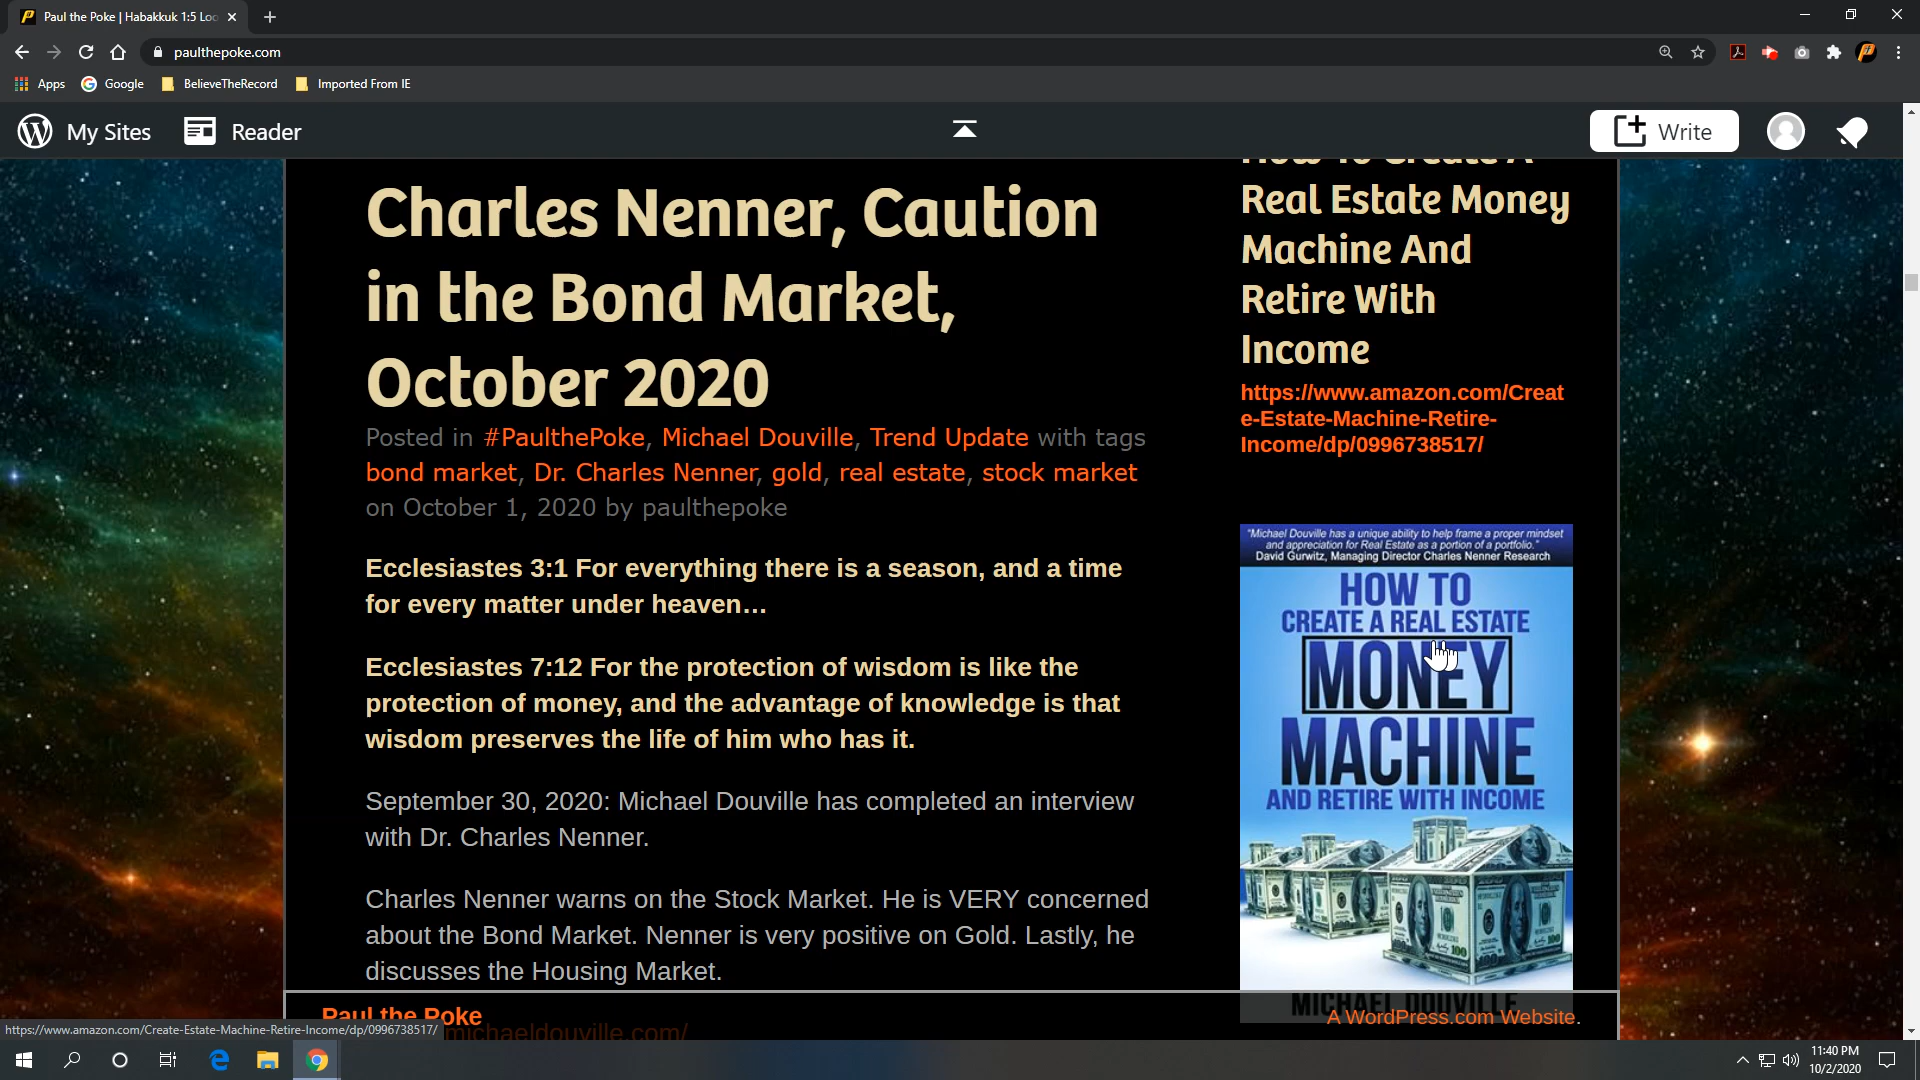 Paul the Poke | Habakkuk 1:5 Loo
paulthepoke.com
Apps
Google
BelieveTheRecord
Imported From IE
My Sites
Reader
Write
Charles Nenner, Caution
in the Bond Market,
October 2020
Posted in #PaulthePoke, Michael Douville, Trend Update with tags
bond market, Dr. Charles Nenner, gold, real estate, stock market
on October 1, 2020 by paulthepoke
Ecclesiastes 3:1 For everything there is a season, and a time
for every matter under heaven…
Ecclesiastes 7:12 For the protection of wisdom is like the
protection of money, and the advantage of knowledge is that
wisdom preserves the life of him who has it.
September 30, 2020: Michael Douville has completed an interview
with Dr. Charles Nenner.
Charles Nenner warns on the Stock Market. He is VERY concerned
about the Bond Market. Nenner is very positive on Gold. Lastly, he
discusses the Housing Market.
michaeldouville.com/
How To Create A
Real Estate Money
Machine And
Retire With
Income
https://www.amazon.com/Creat
e-Estate-Machine-Retire-
Income/dp/0996738517/
"Michael Douville has a unique ability to help frame a proper mindset
and appreciation for Real Estate as a portion of a portfolio."
David Gurwitz, Managing Director Charles Nenner Research
HOW TO
CREATE A REAL ESTATE
MONEY
MACHINE
AND RETIRE WITH INCOME
MICHAEL DOUVILLE
Paul the Poke
A WordPress.com Website.
https://www.amazon.com/Create-Estate-Machine-Retire-Income/dp/0996738517/
11:40 PM
10/2/2020